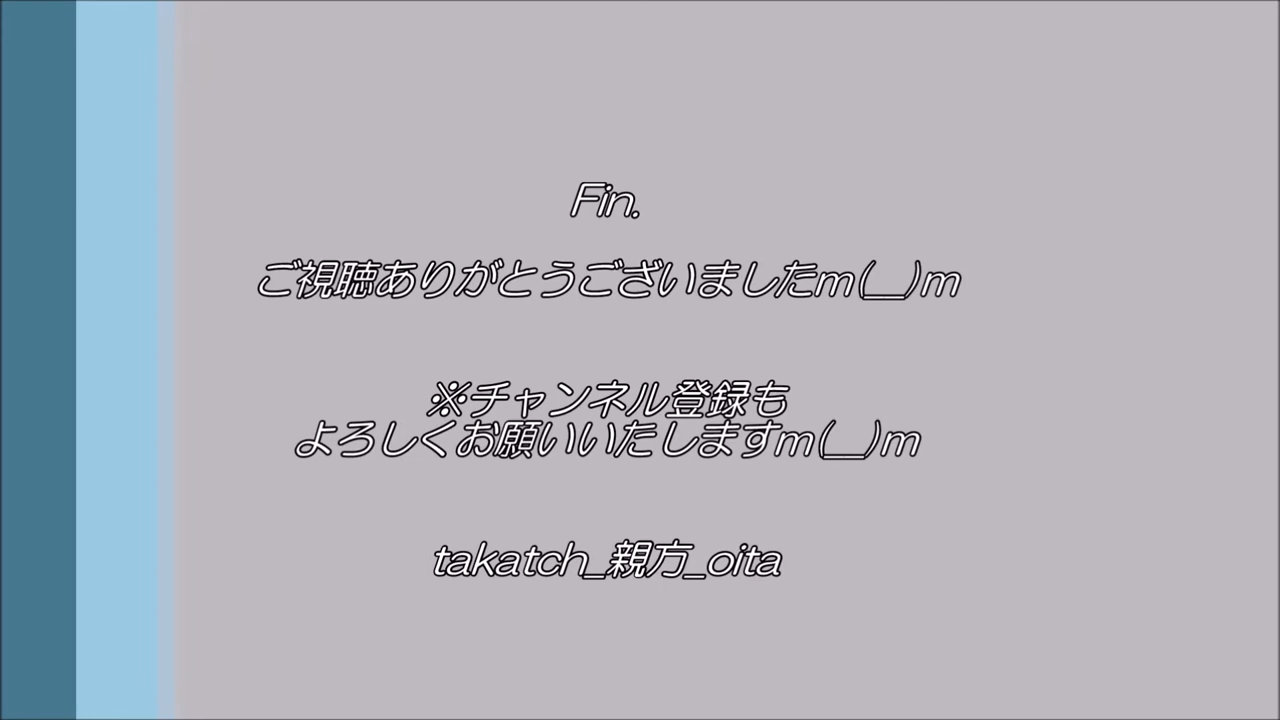 Fin.
ご視聴ありがとうございましたm(__)m
※チャンネル登録も
よろしくお願いいたしますm(__)m
takatch_親方_oita